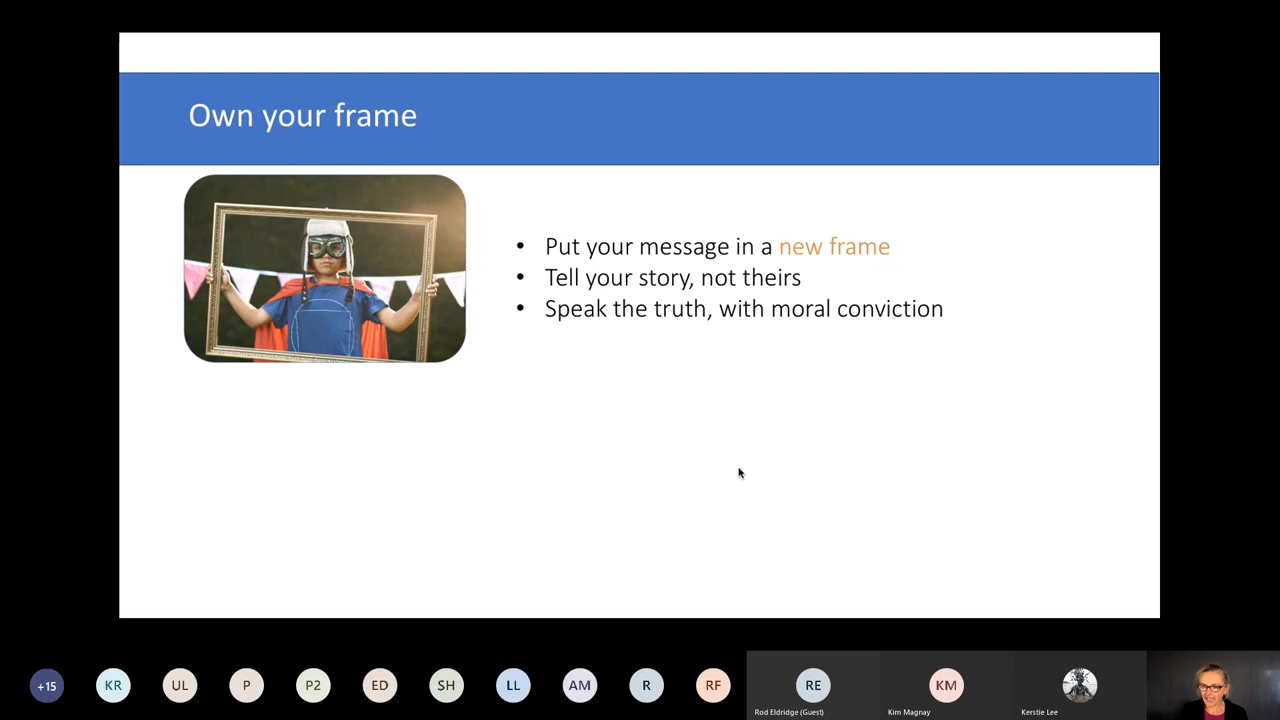 Own your frame
• Put your message in a new frame
• Tell your story, not theirs
• Speak the truth, with moral conviction
+15
KR
UL
P
P2
ED
SH
LL
AM
R
RF
RE
KM
Rod Eldridge (Guest)
Kim Magnay
Kerstie Lee